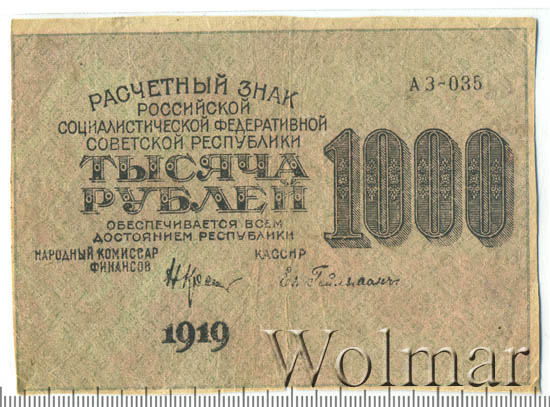 АЗ-035
РАСЧЕТНЫЙ ЗНАК
РОССИЙСКОЙ
СОЦИАЛИСТИЧЕСКОЙ ФЕДЕРАТИВНОЙ
СОВЕТСКОЙ РЕСПУБЛИКИ
ТЫСЯЧА
РУБЛЕЙ
1000
ОБЕСПЕЧИВАЕТСЯ ВСЕМ
ДОСТОЯНИЕМ РЕСПУБЛИКИ
НАРОДНЫЙ КОМИССАР
ФИНАНСОВ
КАССИР
1919
Wolmar